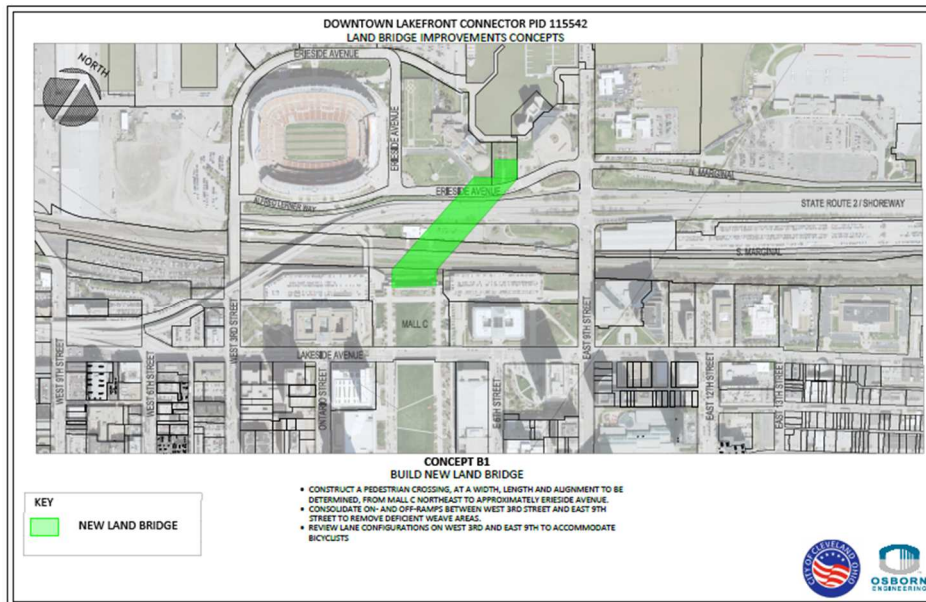 DOWNTOWN LAKEFRONT CONNECTOR PID 115542
LAND BRIDGE IMPROVEMENTS CONCEPTS
NORTH
ERIESIDE AVENUE
ERIESIDE AVENUE
N. MARGINAL
ERIESIDE AVENUE
ALFRED LERNER WAY
STATE ROUTE 2 / SHOREWAY
S. MARGINAL
MALL C
WEST 3RD STREET
EAST 9TH STREET
LAKESIDE AVENUE
WEST 9TH STREET
WEST 6TH STREET
ONTARIO STREET
E 6TH STREET
EAST 12TH STREET
EAST 13TH STREET
CONCEPT B1
BUILD NEW LAND BRIDGE
• CONSTRUCT A PEDESTRIAN CROSSING, AT A WIDTH, LENGTH AND ALIGNMENT TO BE
DETERMINED, FROM MALL C NORTHEAST TO APPROXIMATELY ERIESIDE AVENUE.
• CONSOLIDATE ON- AND OFF-RAMPS BETWEEN WEST 3RD STREET AND EAST 9TH
STREET TO REMOVE DEFICIENT WEAVE AREAS.
• REVIEW LANE CONFIGURATIONS ON WEST 3RD AND EAST 9TH TO ACCOMMODATE
BICYCLISTS
KEY
NEW LAND BRIDGE
CITY OF CLEVELAND, OHIO
OSBORN
ENGINEERING